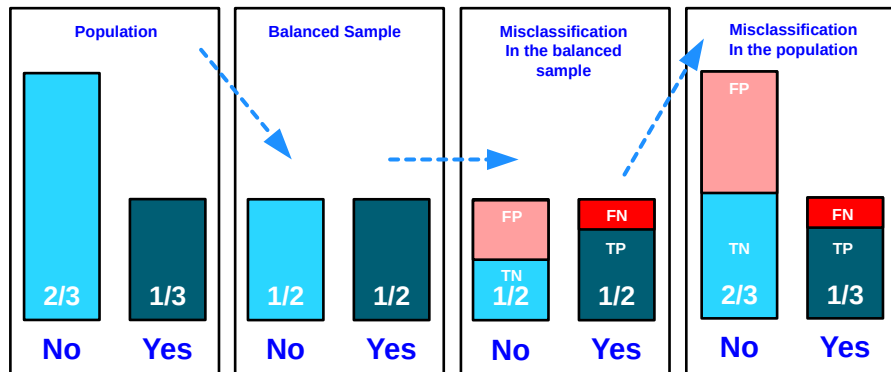 Population
2/3
1/3
No
Yes
Balanced Sample
1/2
1/2
No
Yes
Misclassification
In the balanced
sample
FP
FN
TN
TP
1/2
1/2
No
Yes
Misclassification
In the population
FP
FN
TN
TP
2/3
1/3
No
Yes